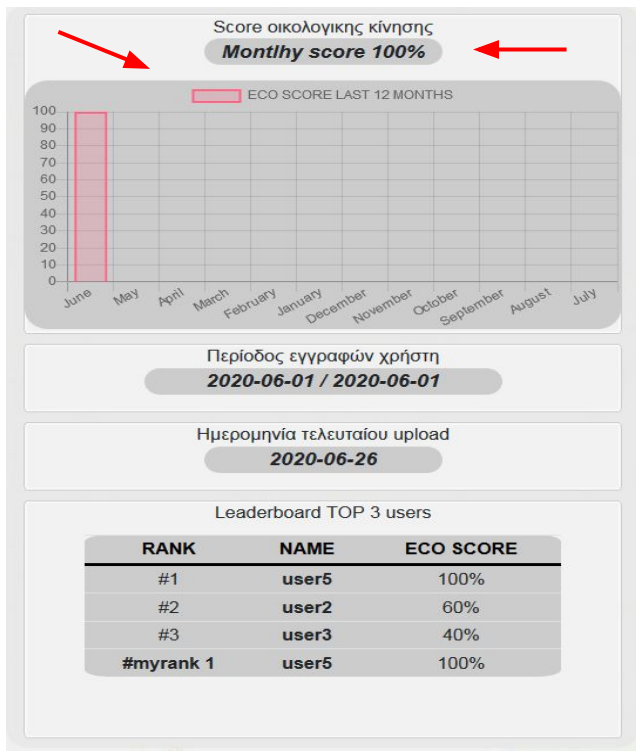 Score οικολογικης κίνησης
Montlhy score 100%
ECO SCORE LAST 12 MONTHS
100
90
80
70
60
50
40
30
20
10
0
June May April March February January December November October September August July
Περίοδος εγγραφών χρήστη
2020-06-01 / 2020-06-01
Ημερομηνία τελευταίου upload
2020-06-26
Leaderboard TOP 3 users
RANK NAME ECO SCORE
#1 user5 100%
#2 user2 60%
#3 user3 40%
#myrank 1 user5 100%